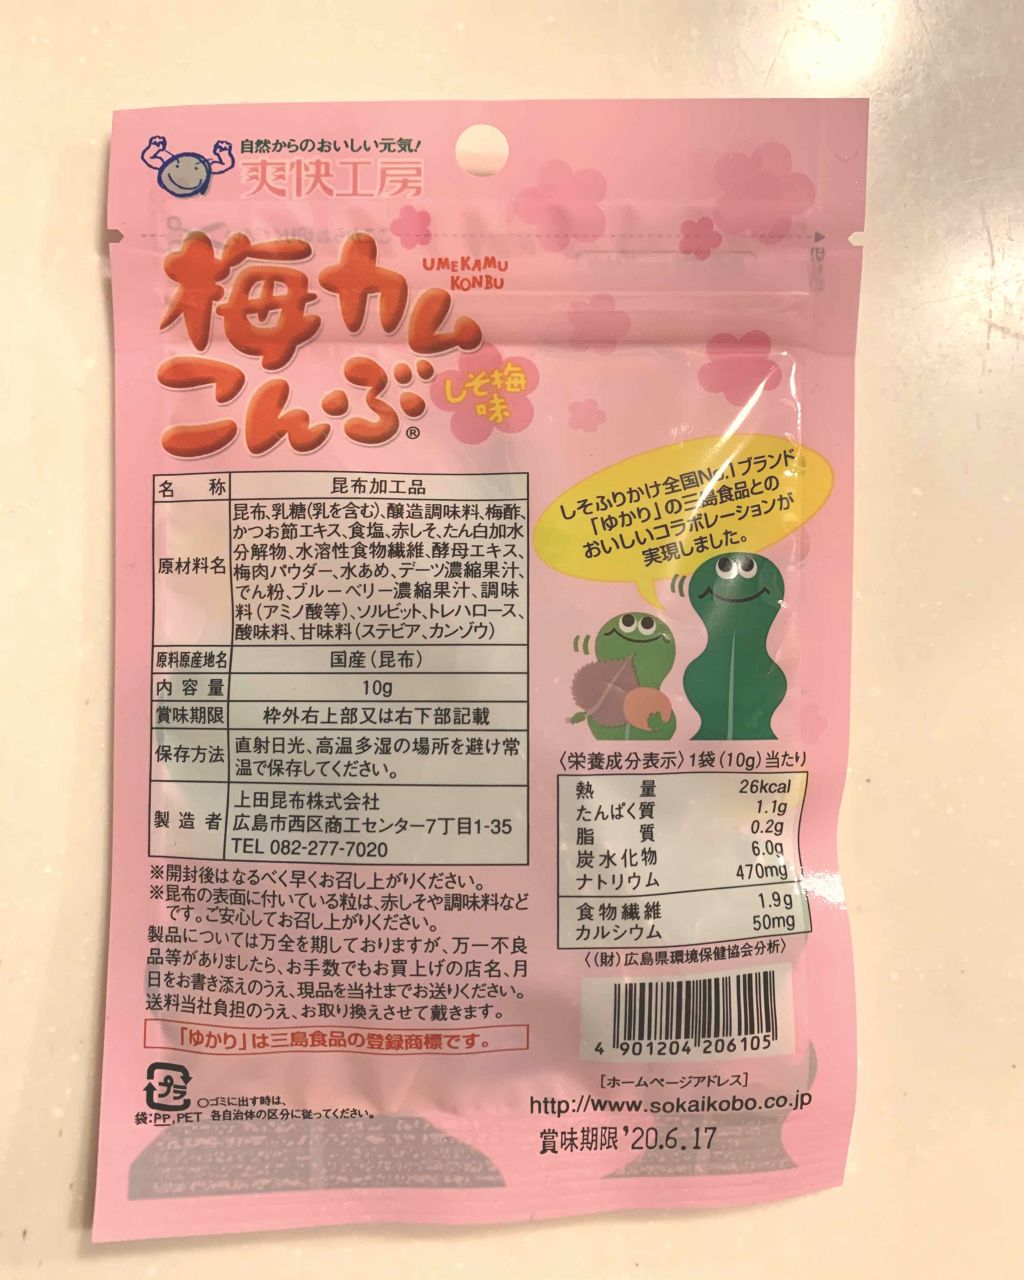 自然からのおいしい元気!
爽快工房
梅カム
UMEKAMU
KONBU
こんぶ®
しそ梅
味
しそふりかけ全国No.1ブランド
「ゆかり」の三島食品との
おいしいコラボレーションが
実現しました。
名 称 昆布加工品
原材料名 昆布、乳糖(乳を含む)、醸造調味料、梅酢、
かつお節エキス、食塩、赤しそ、たん白加水
分解物、水溶性食物繊維、酵母エキス、
梅肉パウダー、水あめ、デーツ濃縮果汁、
でん粉、ブルーベリー濃縮果汁、調味
料(アミノ酸等)、ソルビット、トレハロース、
酸味料、甘味料(ステビア、カンゾウ)
原料原産地名 国産(昆布)
内容量 10g
賞味期限 枠外右上部又は右下部記載
保存方法 直射日光、高温多湿の場所を避け常
温で保存してください。
製造者 上田昆布株式会社
広島市西区商工センター7丁目1-35
TEL 082-277-7020
※開封後はなるべく早くお召し上がりください。
※昆布の表面に付いている粒は、赤しそや調味料など
です。ご安心してお召し上がりください。
製品については万全を期しておりますが、万一不良
品等がありましたら、お手数でもお買上げの店名、月
日をお書き添えのうえ、現品を当社までお送りください。
送料当社負担のうえ、お取り換えさせて戴きます。
「ゆかり」は三島食品の登録商標です。
プラ
袋:PP,PET
○ゴミに出す時は、
各自治体の区分に従ってください。
〈栄養成分表示〉1袋(10g)当たり
熱 量 26kcal
たんぱく質 1.1g
脂 質 0.2g
炭水化物 6.0g
ナトリウム 470mg
食物繊維 1.9g
カルシウム 50mg
〈(財)広島県環境保健協会分析〉
4 901204 206105
[ホームページアドレス]
http://www.sokaikobo.co.jp
賞味期限'20.6.17